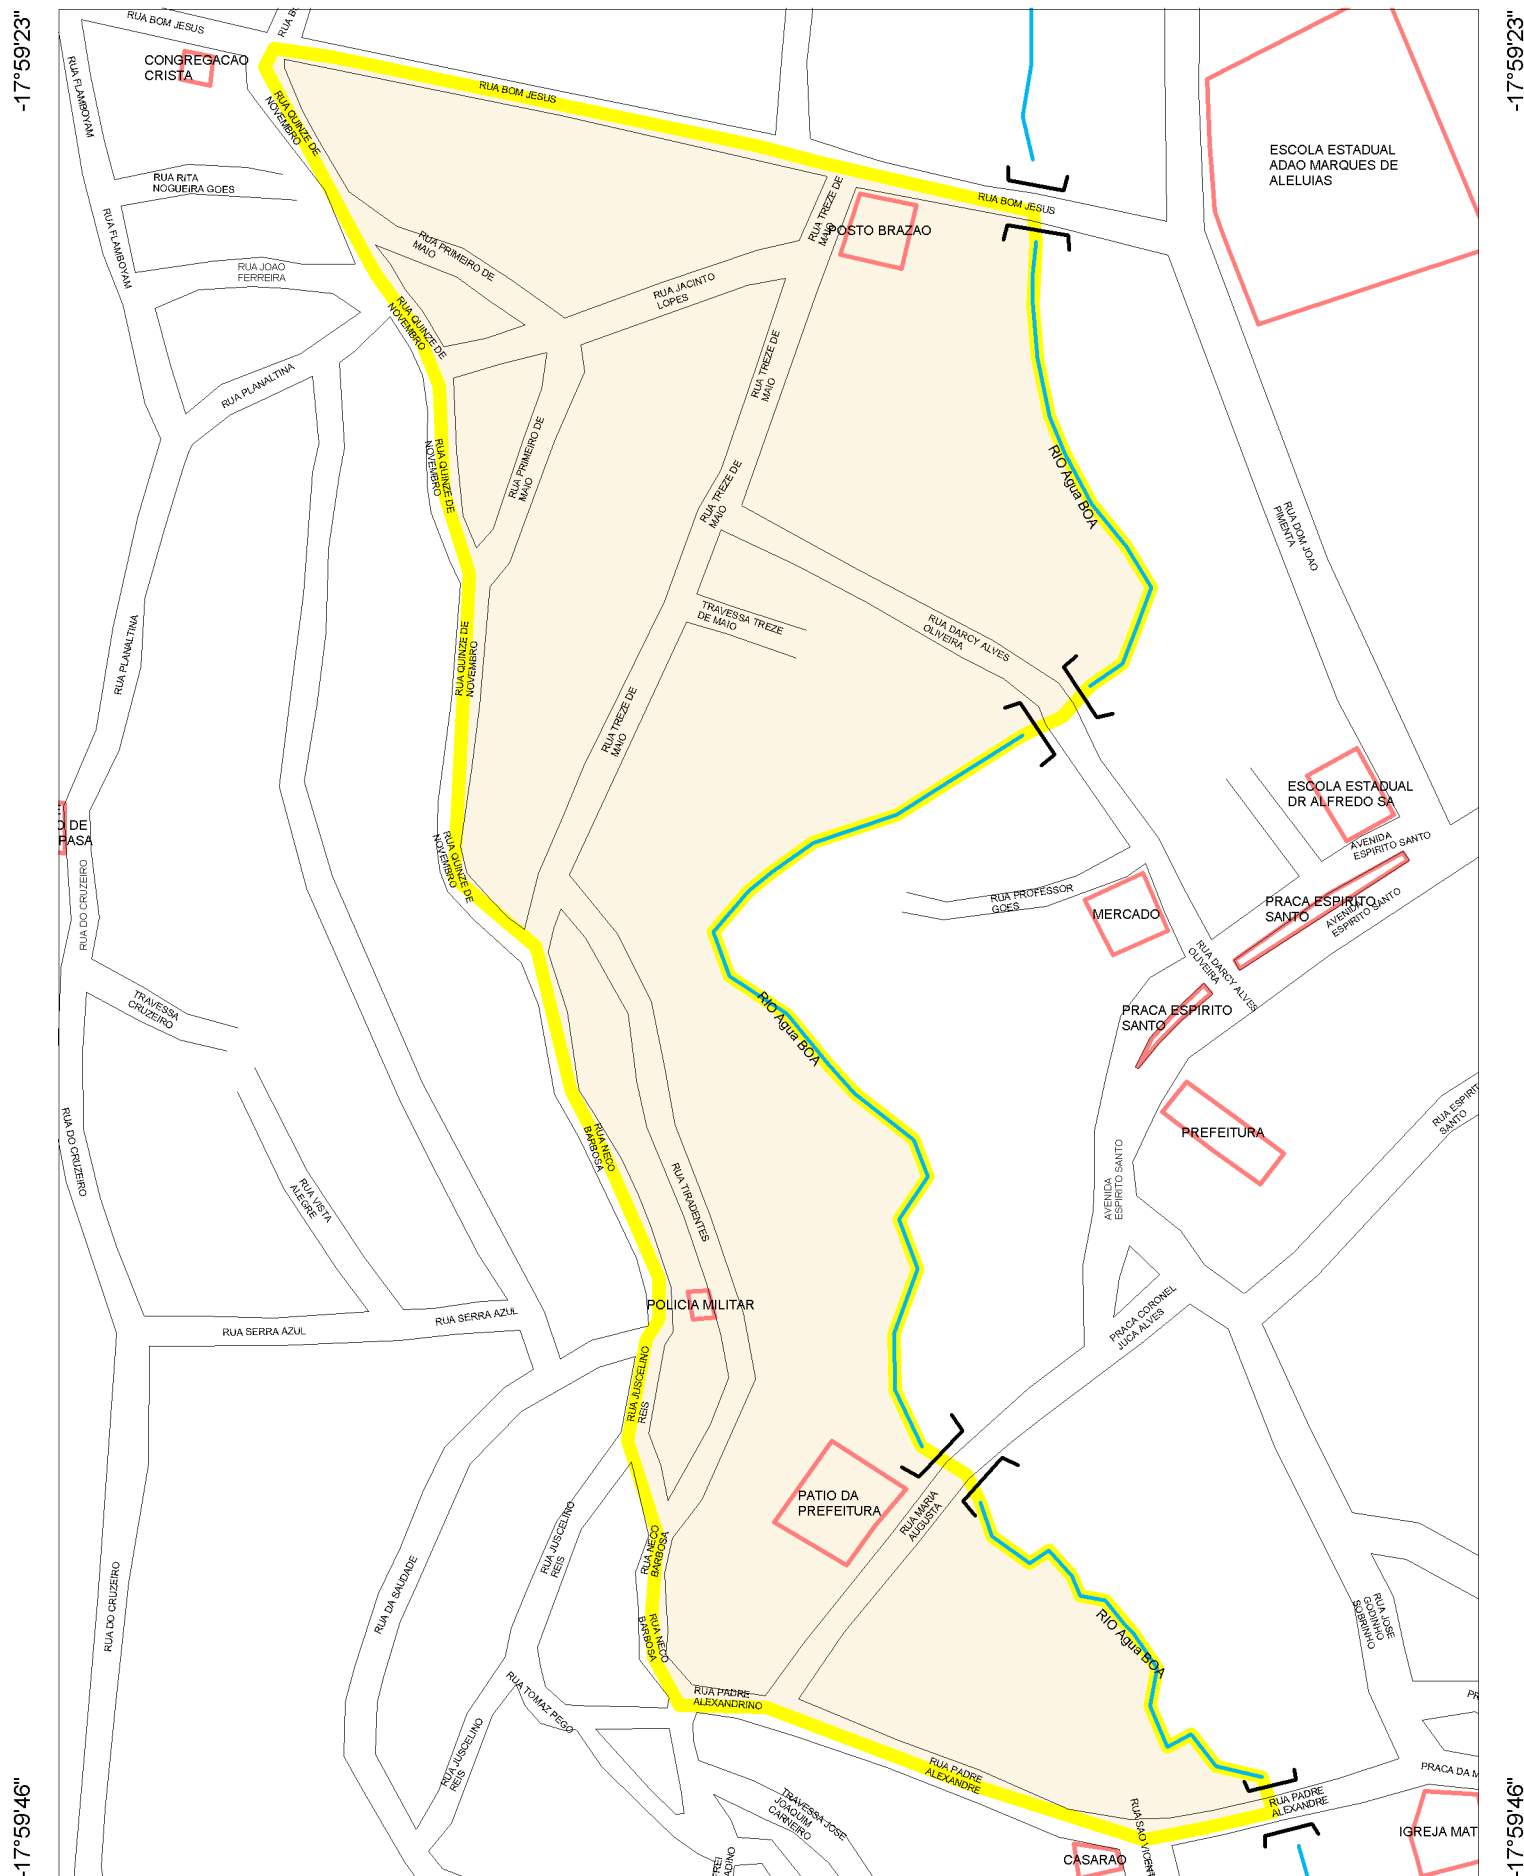 -17°59'23"
-17°59'23"
RUA BOM JESUS
CONGREGACAO
CRISTA
RUA FLAMBOYAM
RUA QUINZE DE
NOVEMBRO
RUA BOM JESUS
ESCOLA ESTADUAL
ADAO MARQUES DE
ALELUIAS
RUA RITA
NOGUEIRA GOES
RUA TREZE DE
MAIO
RUA BOM JESUS
POSTO BRAZAO
RUA FLAMBOYAM
RUA PRIMEIRO DE
MAIO
RUA JOAO
FERREIRA
RUA JACINTO
LOPES
RUA QUINZE DE
NOVEMBRO
RUA TREZE DE
MAIO
RUA PLANALTINA
RUA QUINZE DE
NOVEMBRO
RUA PRIMEIRO DE
MAIO
RUA TREZE DE
MAIO
RIO Agua BOA
RUA DOM JOAO
PIMENTA
TRAVESSA TREZE
DE MAIO
RUA DARCY ALVES
OLIVEIRA
RUA PLANALTINA
RUA QUINZE DE
NOVEMBRO
RUA TREZE DE
MAIO
ESCOLA ESTADUAL
DR ALFREDO SA
O DE
PASA
RUA QUINZE DE
NOVEMBRO
AVENIDA
ESPIRITO SANTO
RUA DO CRUZEIRO
RUA PROFESSOR
GOES
MERCADO
PRACA ESPIRITO
SANTO
AVENIDA
ESPIRITO SANTO
RUA DARCY ALVES
OLIVEIRA
TRAVESSA
CRUZEIRO
RIO Agua BOA
PRACA ESPIRITO
SANTO
RUA DO CRUZEIRO
RUA NECO
BARBOSA
PREFEITURA
RUA ESPIRIT
SANTO
RUA VISTA
ALEGRE
RUA TIRADENTES
AVENIDA
ESPIRITO SANTO
POLICIA MILITAR
RUA SERRA AZUL
RUA SERRA AZUL
PRACA CORONEL
JUCA ALVES
RUA JUSCELINO
REIS
PATIO DA
PREFEITURA
RUA MARIA
AUGUSTA
RUA DO CRUZEIRO
RUA DA SAUDADE
RUA JUSCELINO
REIS
RUA NECO
BARBOSA
RUA NECO
BARBOSA
RIO Agua BOA
RUA JOSE
GODINHO
SOBRINHO
RUA TOMAZ PEGO
RUA PADRE
ALEXANDRINO
PR
RUA JUSCELINO
REIS
RUA PADRE
ALEXANDRE
PRACA DA M
TRAVESSA JOSE
JOAQUIM
CARNEIRO
RUA SAO VICENT
RUA PADRE
ALEXANDRE
CASARAO
IGREJA MAT
-17°59'46"
-17°59'46"